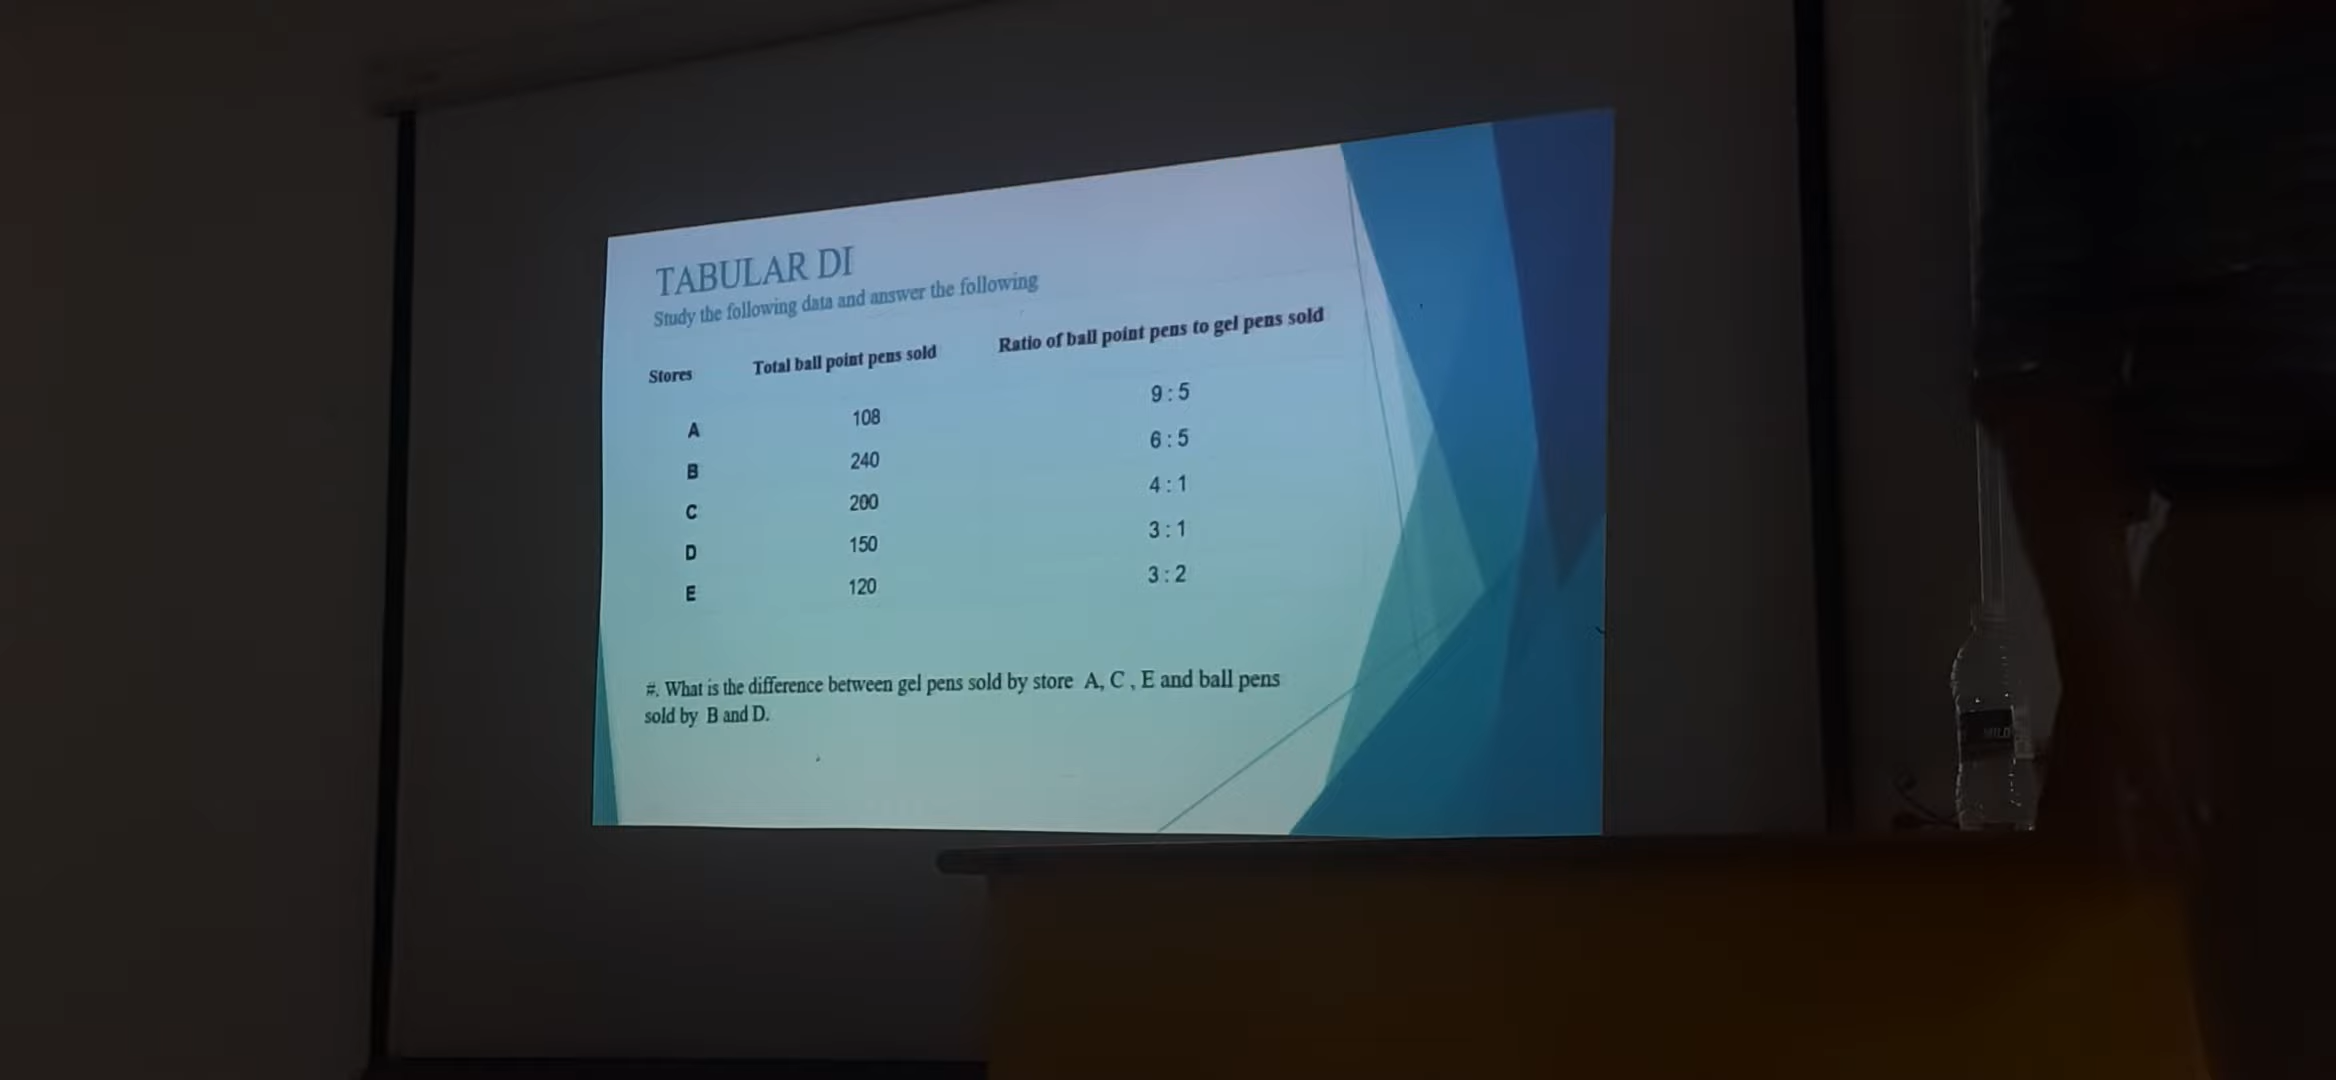 TABULAR DI
Study the following data and answer the following
Stores Total ball point pens sold Ratio of ball point pens to gel pens sold
A 108 9 : 5
B 240 6 : 5
C 200 4 : 1
D 150 3 : 1
E 120 3 : 2
#. What is the difference between gel pens sold by store A, C , E and ball pens
sold by B and D.